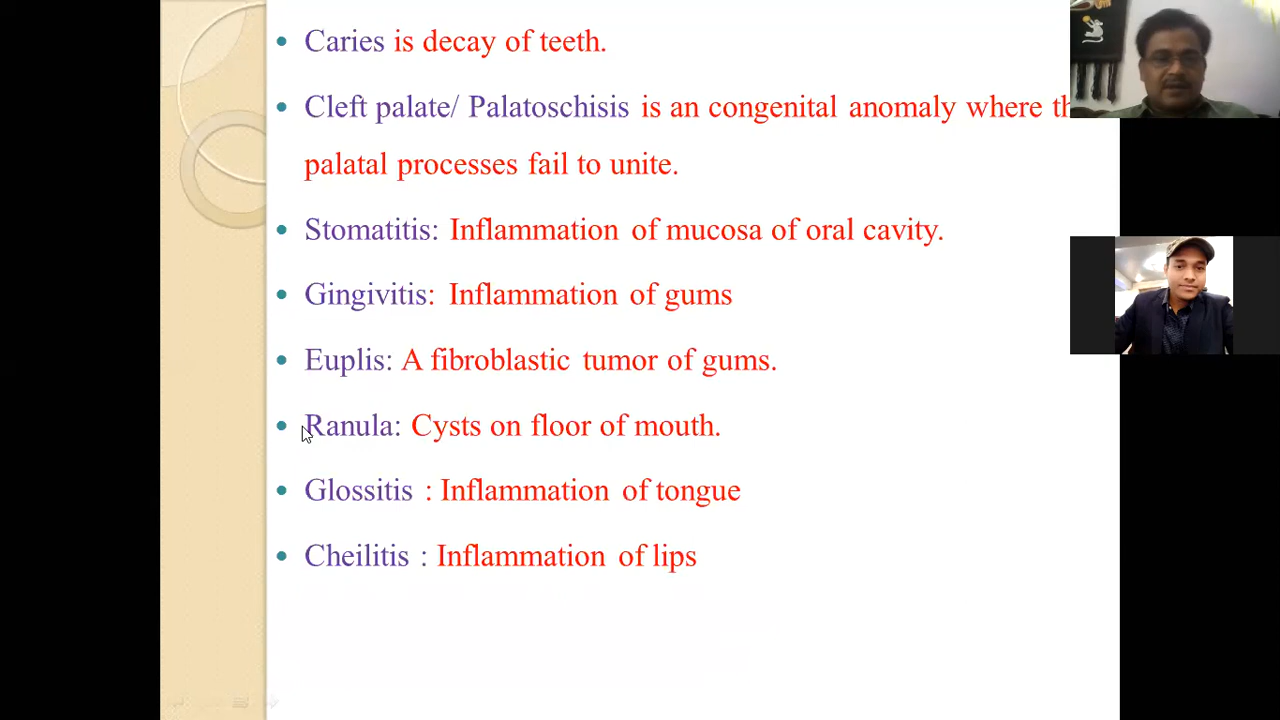 • Caries is decay of teeth.
• Cleft palate/ Palatoschisis is an congenital anomaly where
palatal processes fail to unite.
• Stomatitis: Inflammation of mucosa of oral cavity.
• Gingivitis: Inflammation of gums
• Euplis: A fibroblastic tumor of gums.
• Ranula: Cysts on floor of mouth.
• Glossitis : Inflammation of tongue
• Cheilitis : Inflammation of lips